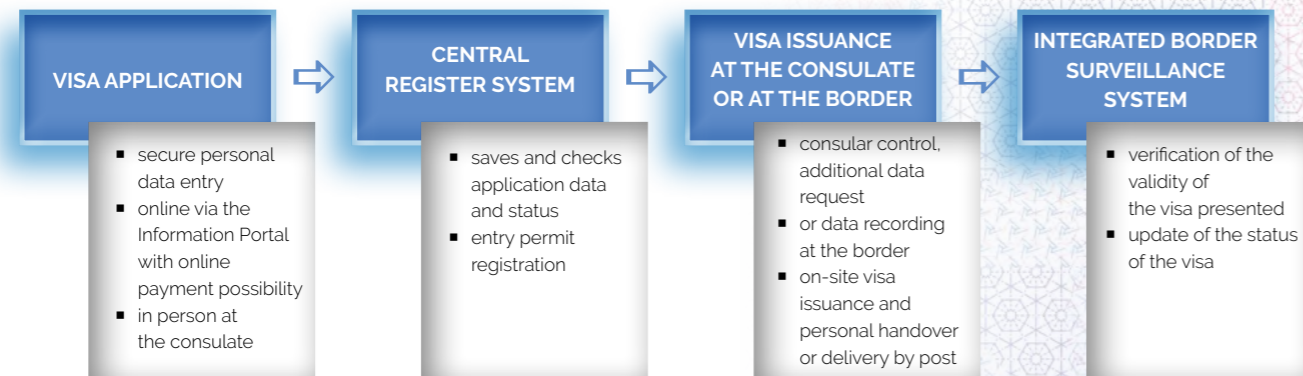 VISA APPLICATION
■ secure personal
data entry
■ online via the
Information Portal
with online
payment possibility
■ in person at
the consulate
CENTRAL
REGISTER SYSTEM
■ saves and checks
application data
and status
■ entry permit
registration
VISA ISSUANCE
AT THE CONSULATE
OR AT THE BORDER
■ consular control,
additional data
request
■ or data recording
at the border
■ on-site visa
issuance and
personal handover
or delivery by post
INTEGRATED BORDER
SURVEILLANCE
SYSTEM
■ verification of the
validity of
the visa presented
■ update of the status
of the visa